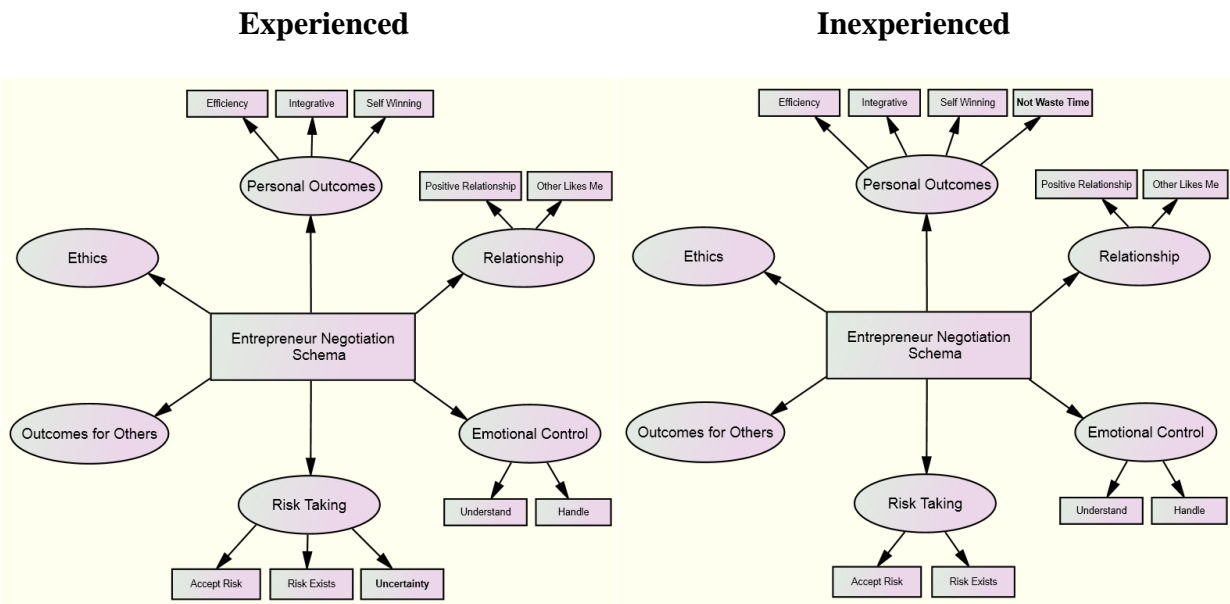 Experienced
Efficiency
Integrative
Self Winning
Personal Outcomes
Positive Relationship
Other Likes Me
Ethics
Relationship
Entrepreneur Negotiation
Schema
Outcomes for Others
Emotional Control
Risk Taking
Understand
Handle
Accept Risk
Risk Exists
Uncertainty
Inexperienced
Efficiency
Integrative
Self Winning
Not Waste Time
Personal Outcomes
Positive Relationship
Other Likes Me
Ethics
Relationship
Entrepreneur Negotiation
Schema
Outcomes for Others
Emotional Control
Risk Taking
Understand
Handle
Accept Risk
Risk Exists